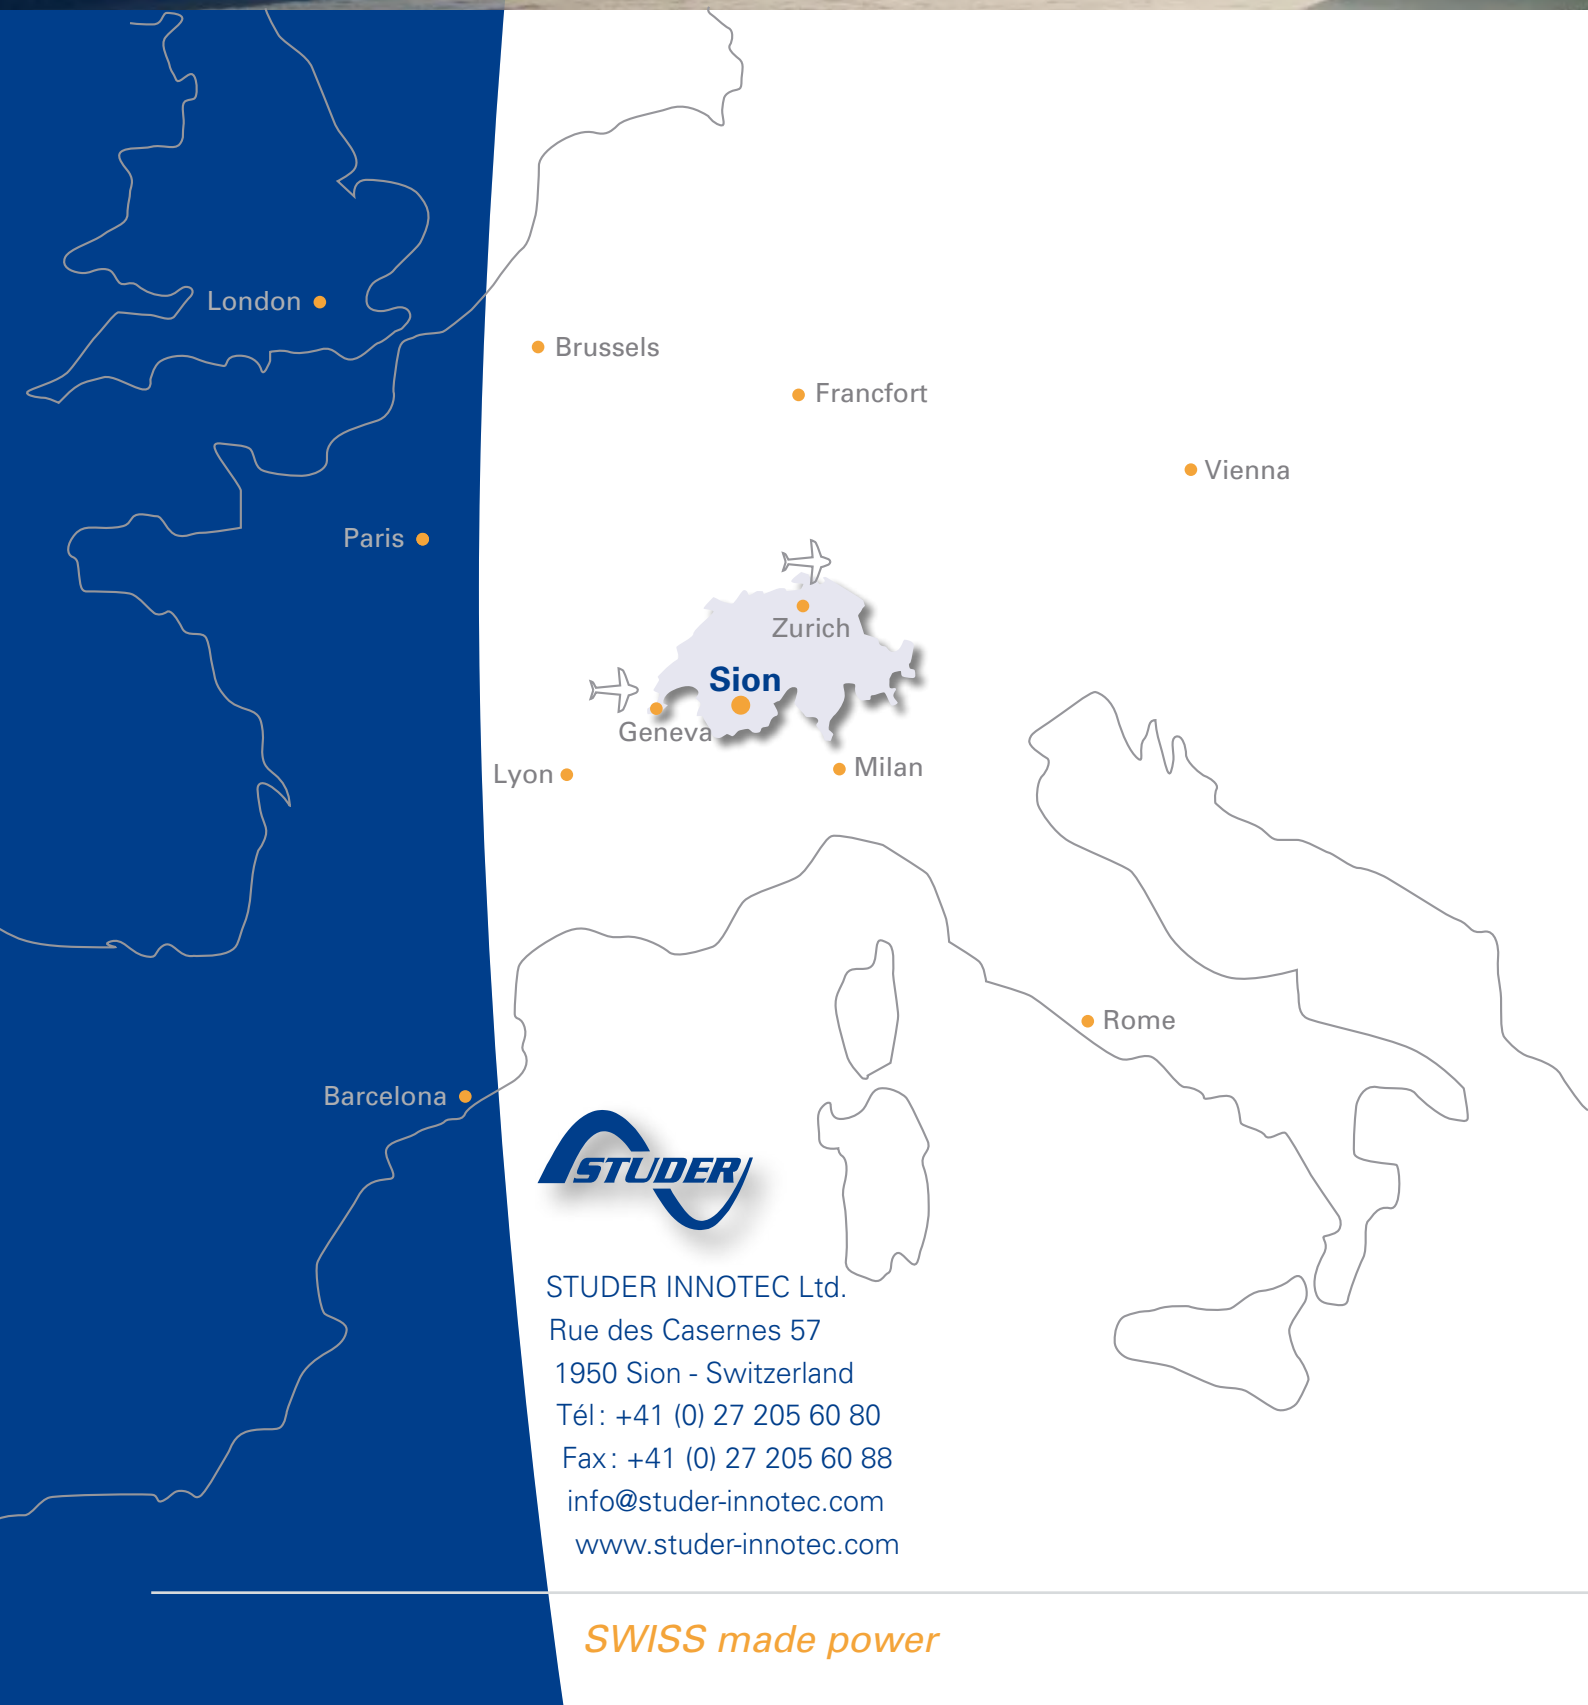 London
Brussels
Francfort
Vienna
Paris
Zurich
Sion
Geneva
Lyon
Milan
Rome
Barcelona
STUDER
STUDER INNOTEC Ltd.
Rue des Casernes 57
1950 Sion - Switzerland
Tél : +41 (0) 27 205 60 80
Fax : +41 (0) 27 205 60 88
info@studer-innotec.com
www.studer-innotec.com
SWISS made power